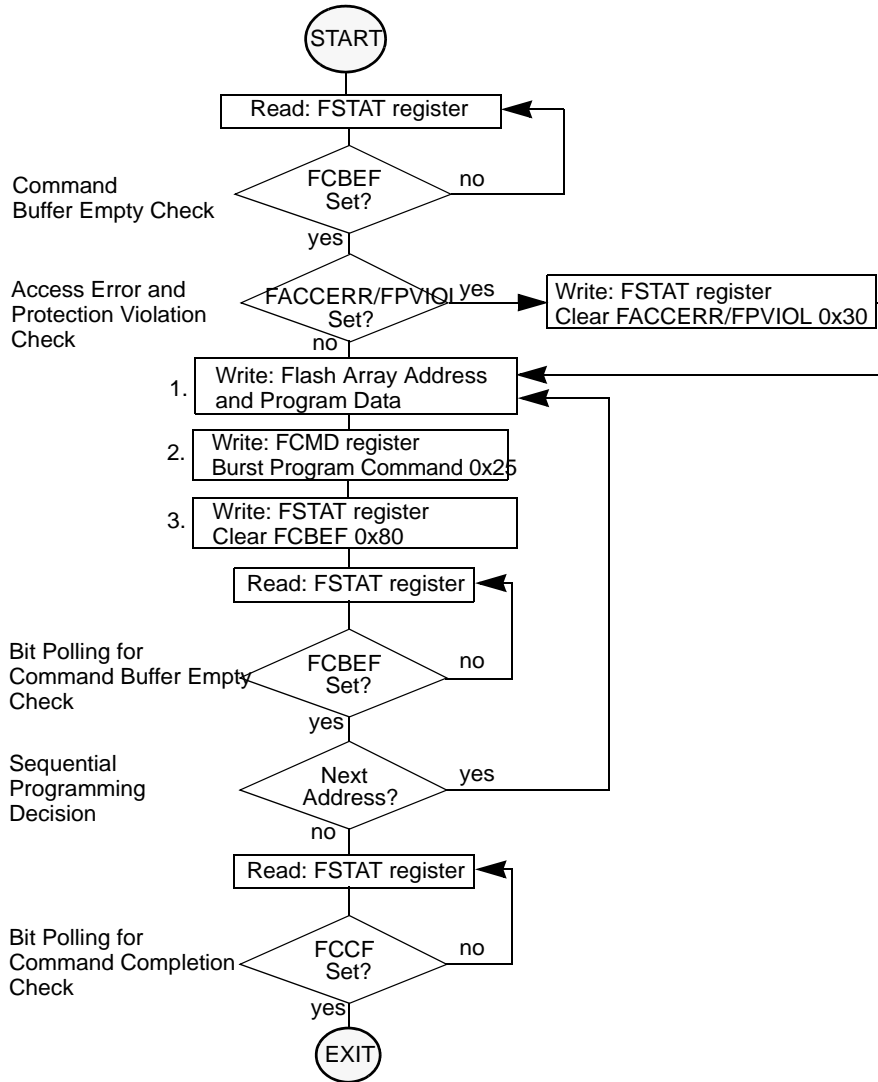 START
Read: FSTAT register
Command
Buffer Empty Check
FCBEF
Set?
no
yes
Access Error and
Protection Violation
Check
FACCERR/FPVIOL
Set?
yes
no
Write: FSTAT register
Clear FACCERR/FPVIOL 0x30
1.
Write: Flash Array Address
and Program Data
2.
Write: FCMD register
Burst Program Command 0x25
3.
Write: FSTAT register
Clear FCBEF 0x80
Read: FSTAT register
Bit Polling for
Command Buffer Empty
Check
FCBEF
Set?
no
yes
Sequential
Programming
Decision
Next
Address?
yes
no
Read: FSTAT register
Bit Polling for
Command Completion
Check
FCCF
Set?
no
yes
EXIT